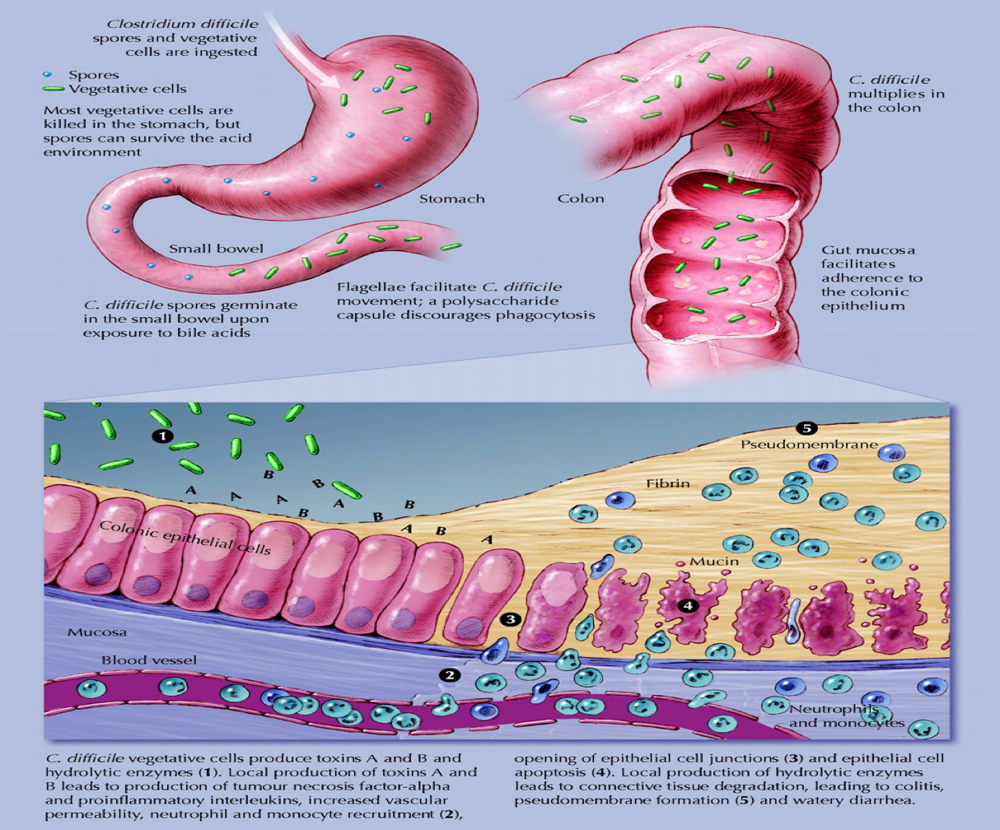 Clostridium difficile
spores and vegetative
cells are ingested
Spores
Vegetative cells
Most vegetative cells are
killed in the stomach, but
spores can survive the acid
environment
Stomach
Small bowel
C. difficile spores germinate
in the small bowel upon
exposure to bile acids
Flagellae facilitate C. difficile
movement; a polysaccharide
capsule discourages phagocytosis
Colon
C. difficile
multiplies in
the colon
Gut mucosa
facilitates
adherence to
the colonic
epithelium
1
B
B
A
A
A
A
B
B
B
A
B
A
Colonic epithelial cells
5
Pseudomembrane
Fibrin
Mucin
4
3
Mucosa
Blood vessel
2
Neutrophils
and monocytes
C. difficile vegetative cells produce toxins A and B and
hydrolytic enzymes (1). Local production of toxins A and
B leads to production of tumour necrosis factor-alpha
and proinflammatory interleukins, increased vascular
permeability, neutrophil and monocyte recruitment (2),
opening of epithelial cell junctions (3) and epithelial cell
apoptosis (4). Local production of hydrolytic enzymes
leads to connective tissue degradation, leading to colitis,
pseudomembrane formation (5) and watery diarrhea.